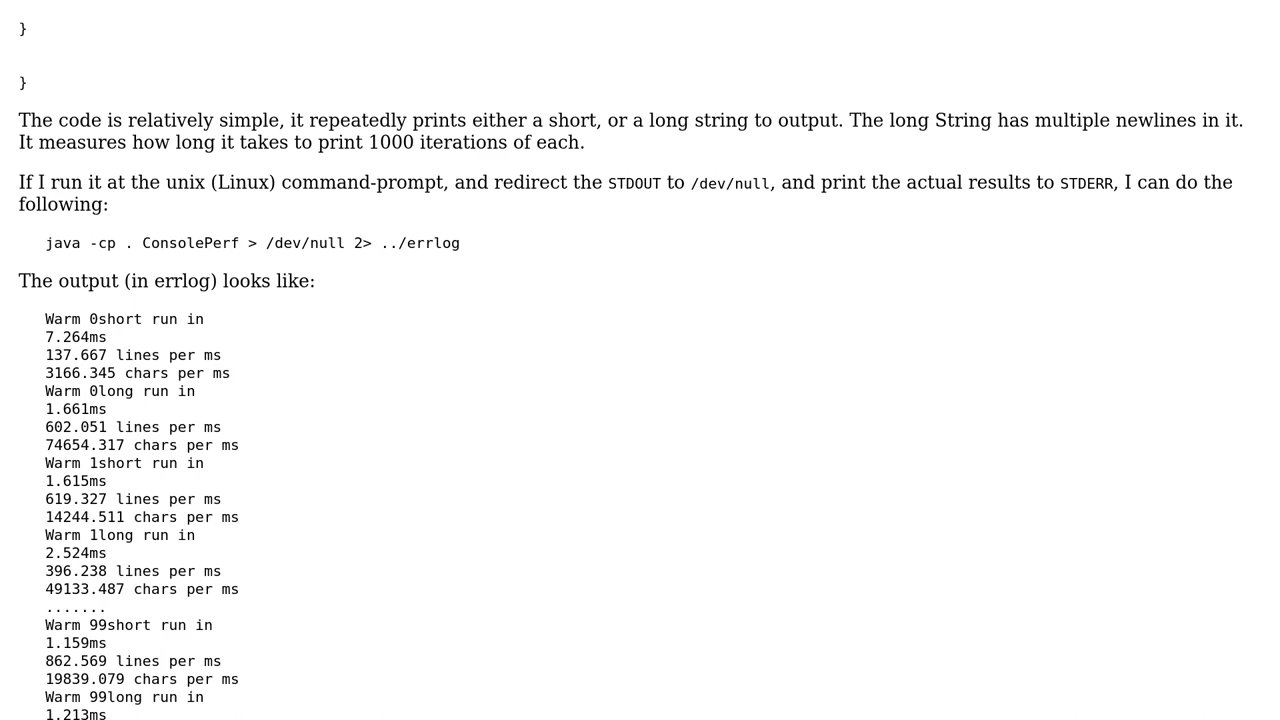 }
}
The code is relatively simple, it repeatedly prints either a short, or a long string to output. The long String has multiple newlines in it.
It measures how long it takes to print 1000 iterations of each.
If I run it at the unix (Linux) command-prompt, and redirect the STDOUT to /dev/null, and print the actual results to STDERR, I can do the
following:
java -cp . ConsolePerf > /dev/null 2> ../errlog
The output (in errlog) looks like:
Warm 0short run in
7.264ms
137.667 lines per ms
3166.345 chars per ms
Warm 0long run in
1.661ms
602.051 lines per ms
74654.317 chars per ms
Warm 1short run in
1.615ms
619.327 lines per ms
14244.511 chars per ms
Warm 1long run in
2.524ms
396.238 lines per ms
49133.487 chars per ms
.......
Warm 99short run in
1.159ms
862.569 lines per ms
19839.079 chars per ms
Warm 99long run in
1.213ms